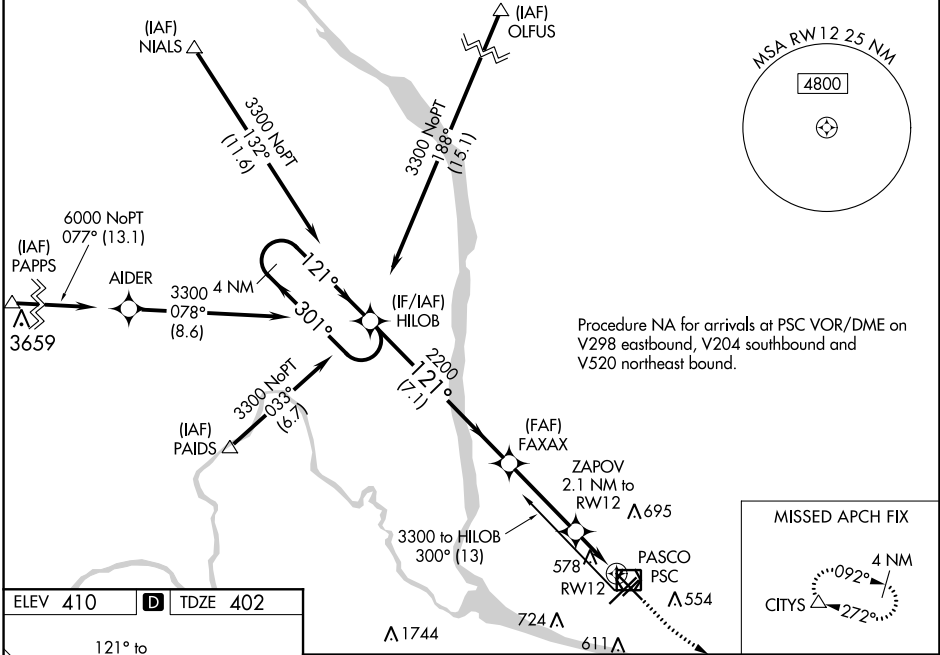 (IAF)
NIALS
(IAF)
OLFUS
MSA RW 12 25 NM
4800
3300 NoPT
132°
(11.6)
3300 NoPT
188°
(15.1)
6000 NoPT
077° (13.1)
(IAF)
PAPPS
3659
AIDER
3300
078°
(8.6)
4 NM
121°
301°
(IF/IAF)
HILOB
Procedure NA for arrivals at PSC VOR/DME on
V298 eastbound, V204 southbound and
V520 northeast bound.
3300 NoPT
033°
(6.7)
(IAF)
PAIDS
2200
121°
(7.1)
(FAF)
FAXAX
ZAPOV
2.1 NM to
RW12
695
3300 to HILOB
300° (13)
578
RW12
PASCO
PSC
554
724
611
1744
MISSED APCH FIX
4 NM
092°
CITYS
272°
ELEV 410
D
TDZE 402
121° to